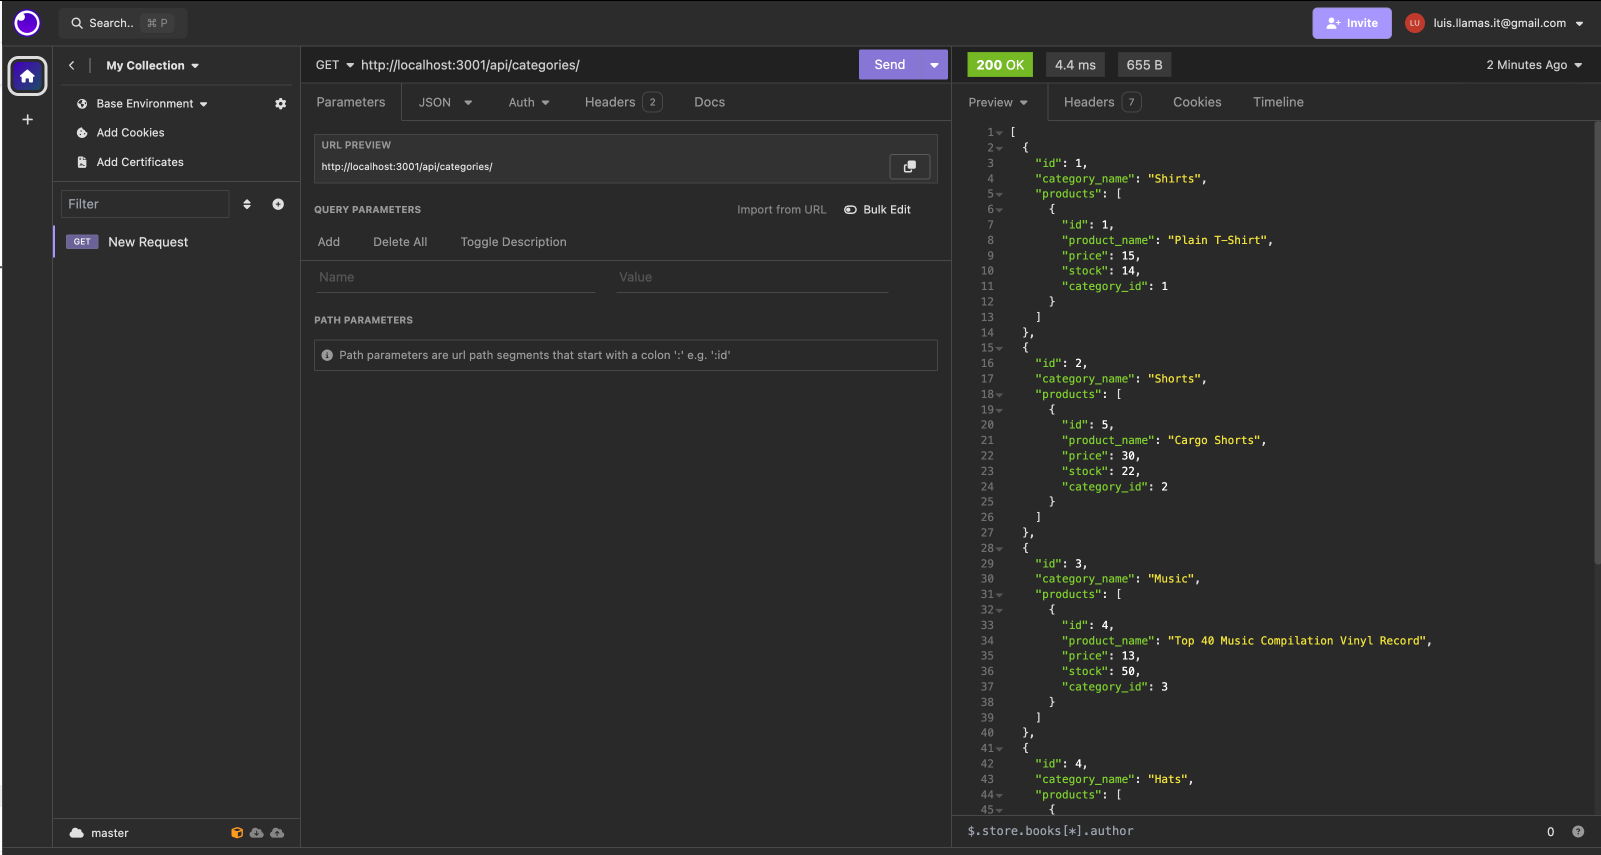 Search.. ⌘ P
Invite
LU luis.llamas.it@gmail.com
My Collection
Base Environment
Add Cookies
Add Certificates
Filter
GET New Request
master
GET http://localhost:3001/api/categories/
Send
Parameters JSON Auth Headers 2 Docs
URL PREVIEW
http://localhost:3001/api/categories/
QUERY PARAMETERS Import from URL Bulk Edit
Add Delete All Toggle Description
Name Value
PATH PARAMETERS
Path parameters are url path segments that start with a colon ':' e.g. ':id'
200 OK 4.4 ms 655 B 2 Minutes Ago
Preview Headers 7 Cookies Timeline
1 [
2 {
3 "id": 1,
4 "category_name": "Shirts",
5 "products": [
6 {
7 "id": 1,
8 "product_name": "Plain T-Shirt",
9 "price": 15,
10 "stock": 14,
11 "category_id": 1
12 }
13 ]
14 },
15 {
16 "id": 2,
17 "category_name": "Shorts",
18 "products": [
19 {
20 "id": 5,
21 "product_name": "Cargo Shorts",
22 "price": 30,
23 "stock": 22,
24 "category_id": 2
25 }
26 ]
27 },
28 {
29 "id": 3,
30 "category_name": "Music",
31 "products": [
32 {
33 "id": 4,
34 "product_name": "Top 40 Music Compilation Vinyl Record",
35 "price": 13,
36 "stock": 50,
37 "category_id": 3
38 }
39 ]
40 },
41 {
42 "id": 4,
43 "category_name": "Hats",
44 "products": [
45 {
$.store.books[*].author 0